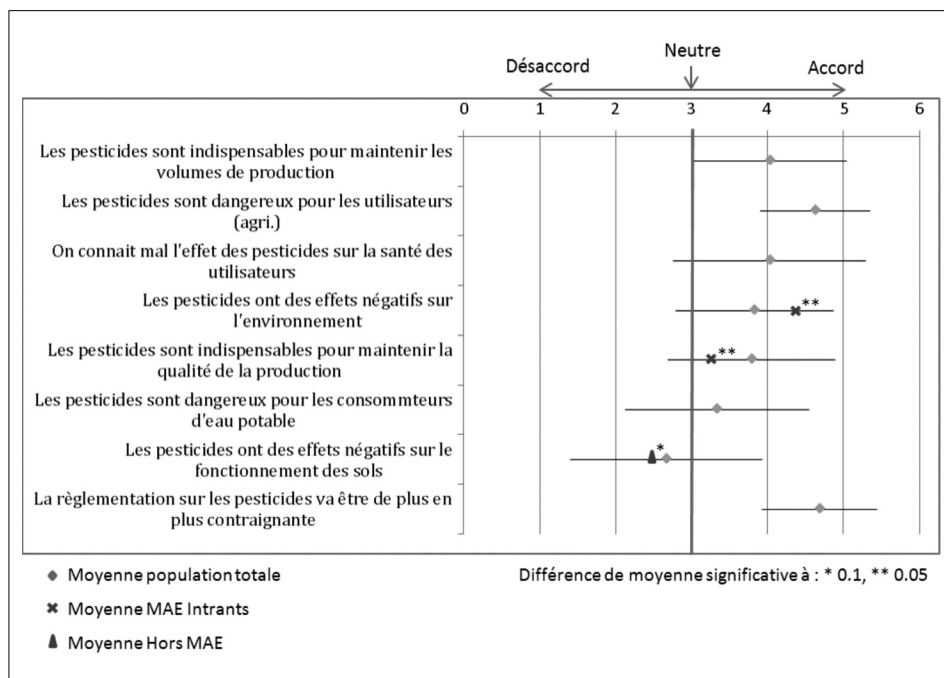 Neutre
Désaccord
Accord
0 1 2 3 4 5 6
Les pesticides sont indispensables pour maintenir les
volumes de production
Les pesticides sont dangereux pour les utilisateurs
(agri.)
On connait mal l'effet des pesticides sur la santé des
utilisateurs
Les pesticides ont des effets négatifs sur
l'environnement
**
Les pesticides sont indispensables pour maintenir la
qualité de la production
**
Les pesticides sont dangereux pour les consommteurs
d'eau potable
Les pesticides ont des effets négatifs sur le
fonctionnement des sols
*
La règlementation sur les pesticides va être de plus en
plus contraignante
Moyenne population totale
Différence de moyenne significative à : * 0.1, ** 0.05
Moyenne MAE Intrants
Moyenne Hors MAE